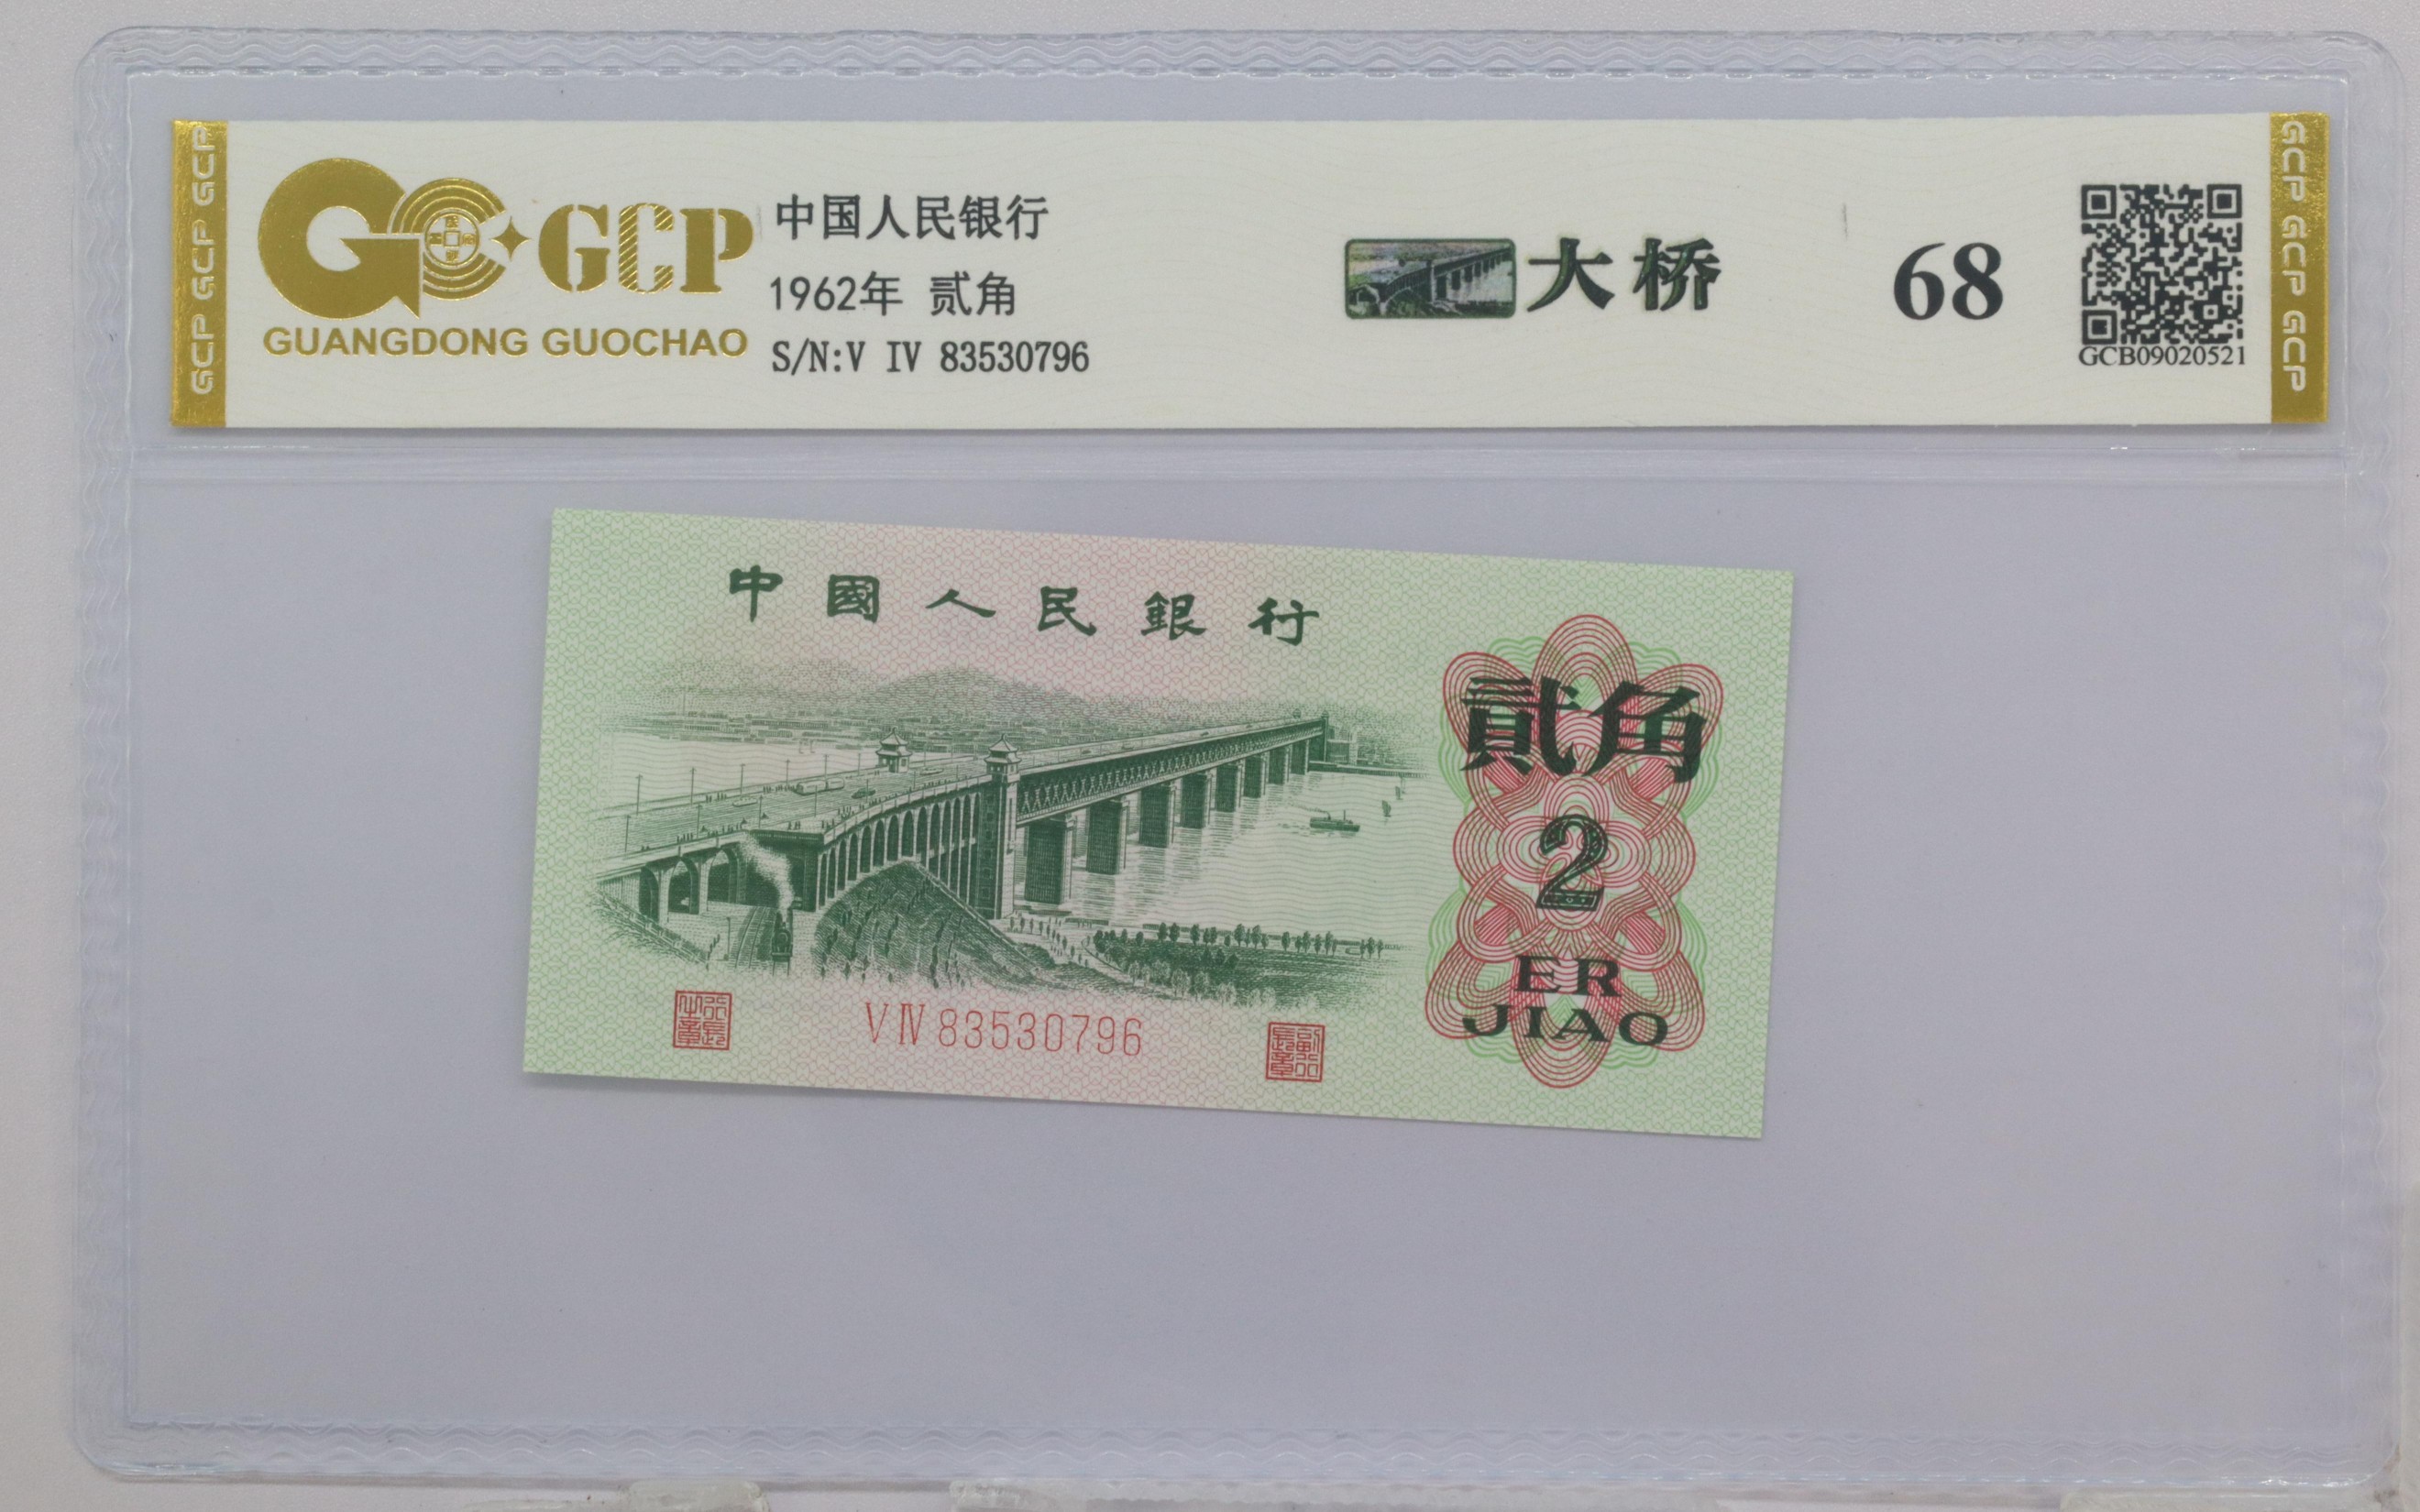 GCP GCP GCP
GCP
GUANGDONG GUOCHAO
中国人民银行
1962年 贰角
S/N:V IV 83530796
大桥
68
GCB09020521
GCP GCP GCP
中國人民銀行
貳角
2
ER
JIAO
VIV83530796